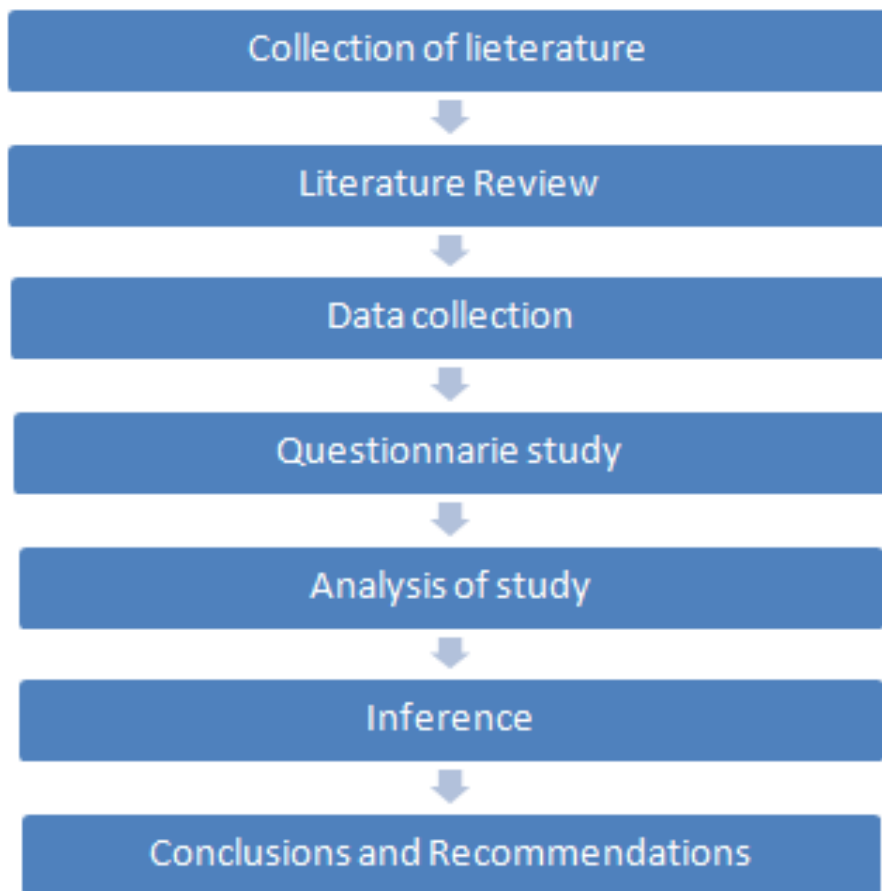 Collection of lieterature
Literature Review
Data collection
Questionnarie study
Analysis of study
Inference
Conclusions and Recommendations